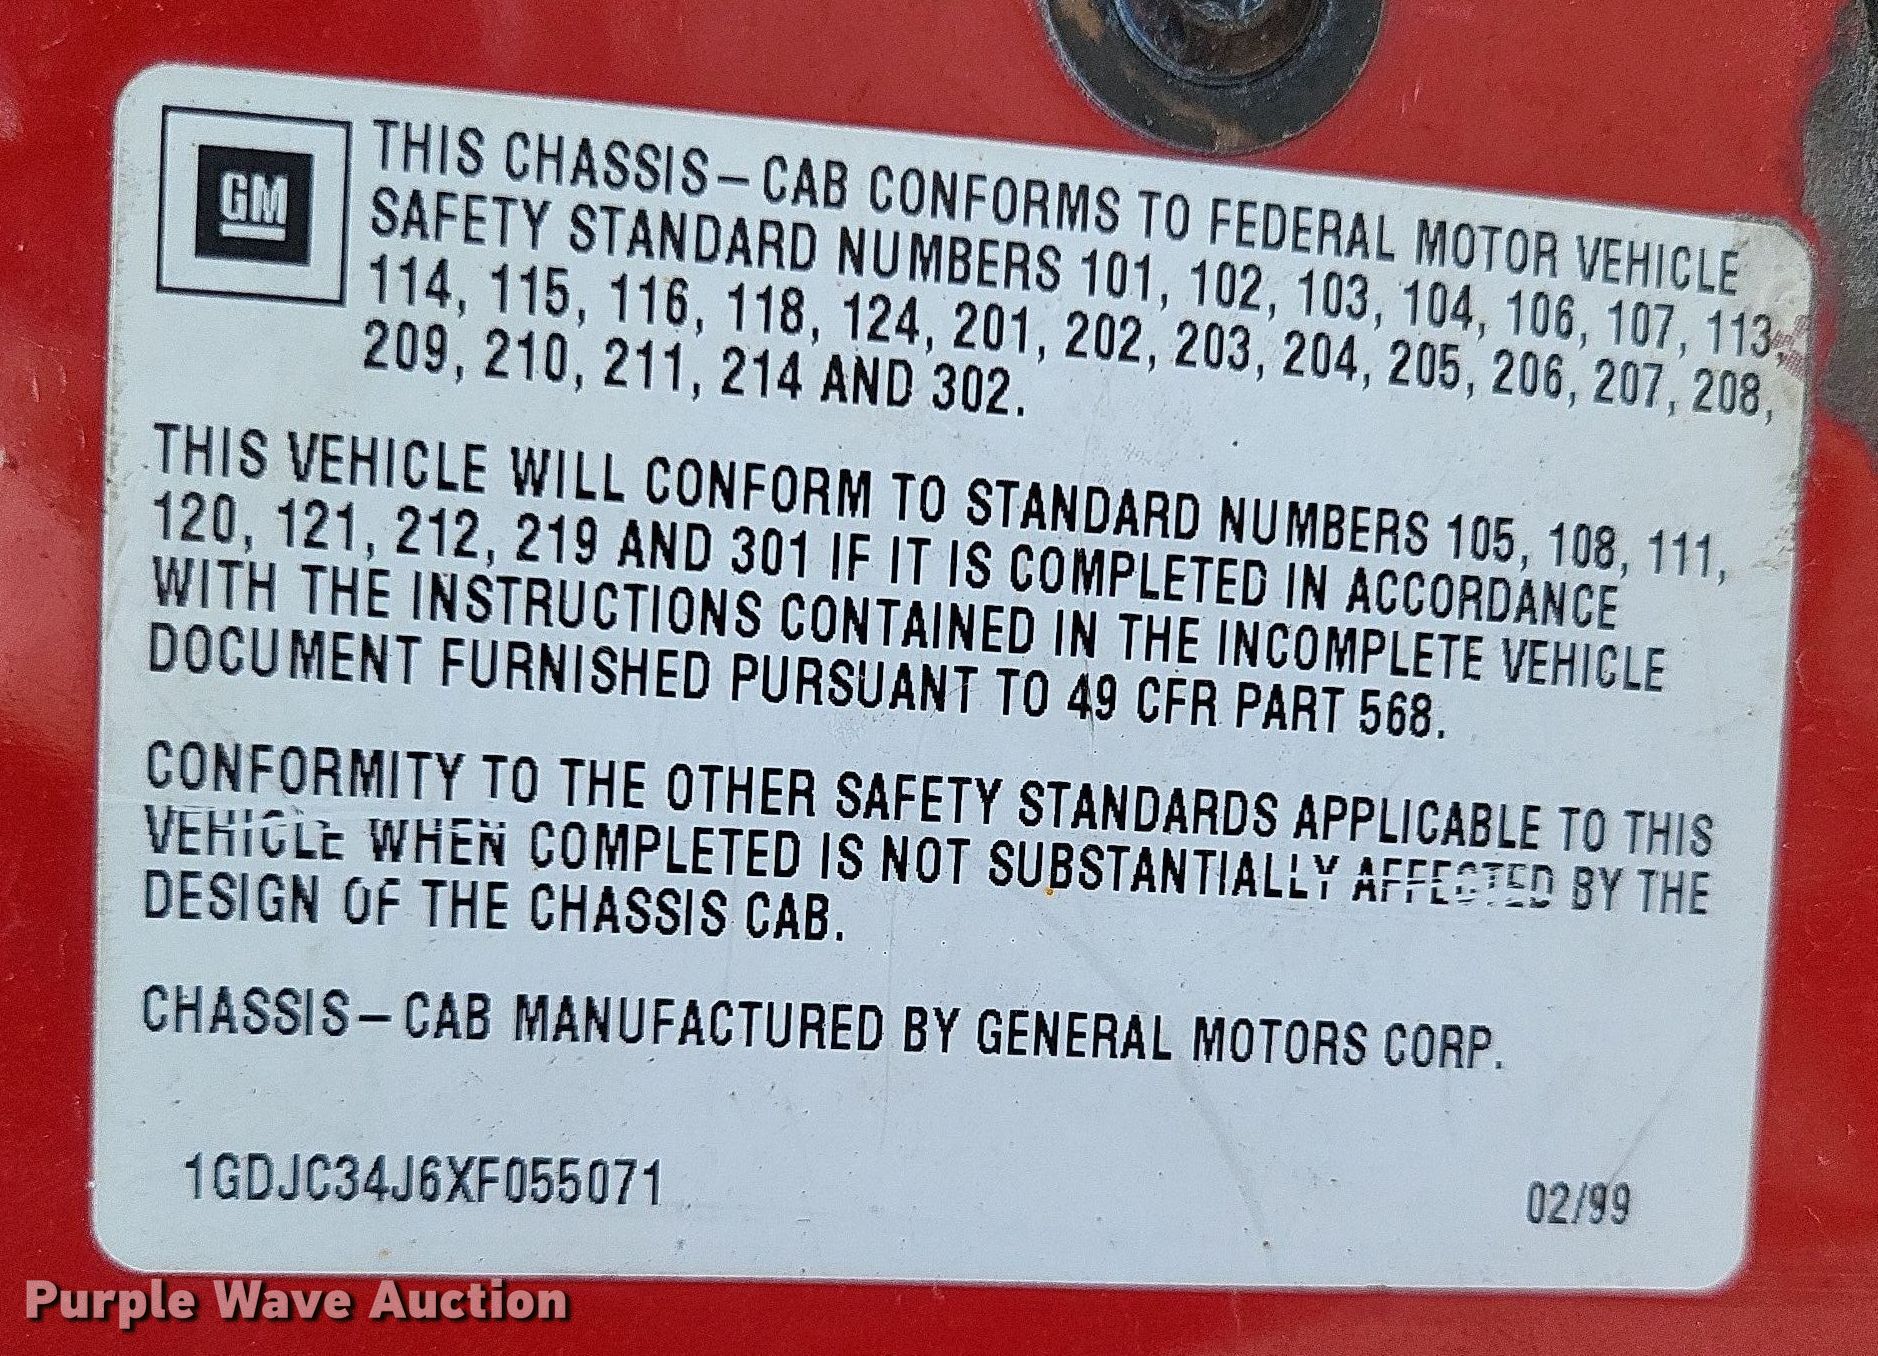 GM
THIS CHASSIS-CAB CONFORMS TO FEDERAL MOTOR VEHICLE
SAFETY STANDARD NUMBERS 101, 102, 103, 104, 106, 107, 113,
114, 115, 116, 118, 124, 201, 202, 203, 204, 205, 206, 207, 208,
209, 210, 211, 214 AND 302.
THIS VEHICLE WILL CONFORM TO STANDARD NUMBERS 105, 108, 111,
120, 121, 212, 219 AND 301 IF IT IS COMPLETED IN ACCORDANCE
WITH THE INSTRUCTIONS CONTAINED IN THE INCOMPLETE VEHICLE
DOCUMENT FURNISHED PURSUANT TO 49 CFR PART 568.
CONFORMITY TO THE OTHER SAFETY STANDARDS APPLICABLE TO THIS
VEHICLE WHEN COMPLETED IS NOT SUBSTANTIALLY AFFECTED BY THE
DESIGN OF THE CHASSIS CAB.
CHASSIS-CAB MANUFACTURED BY GENERAL MOTORS CORP.
1GDJC34J6XF055071 02/99
Purple Wave Auction